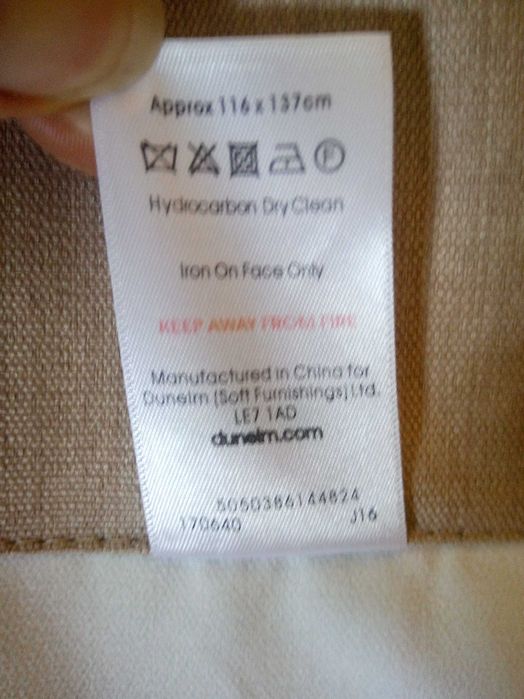 Approx 116 x 137cm
F
Hydrocarbon Dry Clean
Iron On Face Only
KEEP AWAY FROM FIRE
Manufactured in China for
Dunelm (Soft Furnishings) Ltd.
LE7 1AD
dunelm.com
5050386144824
170640 J16